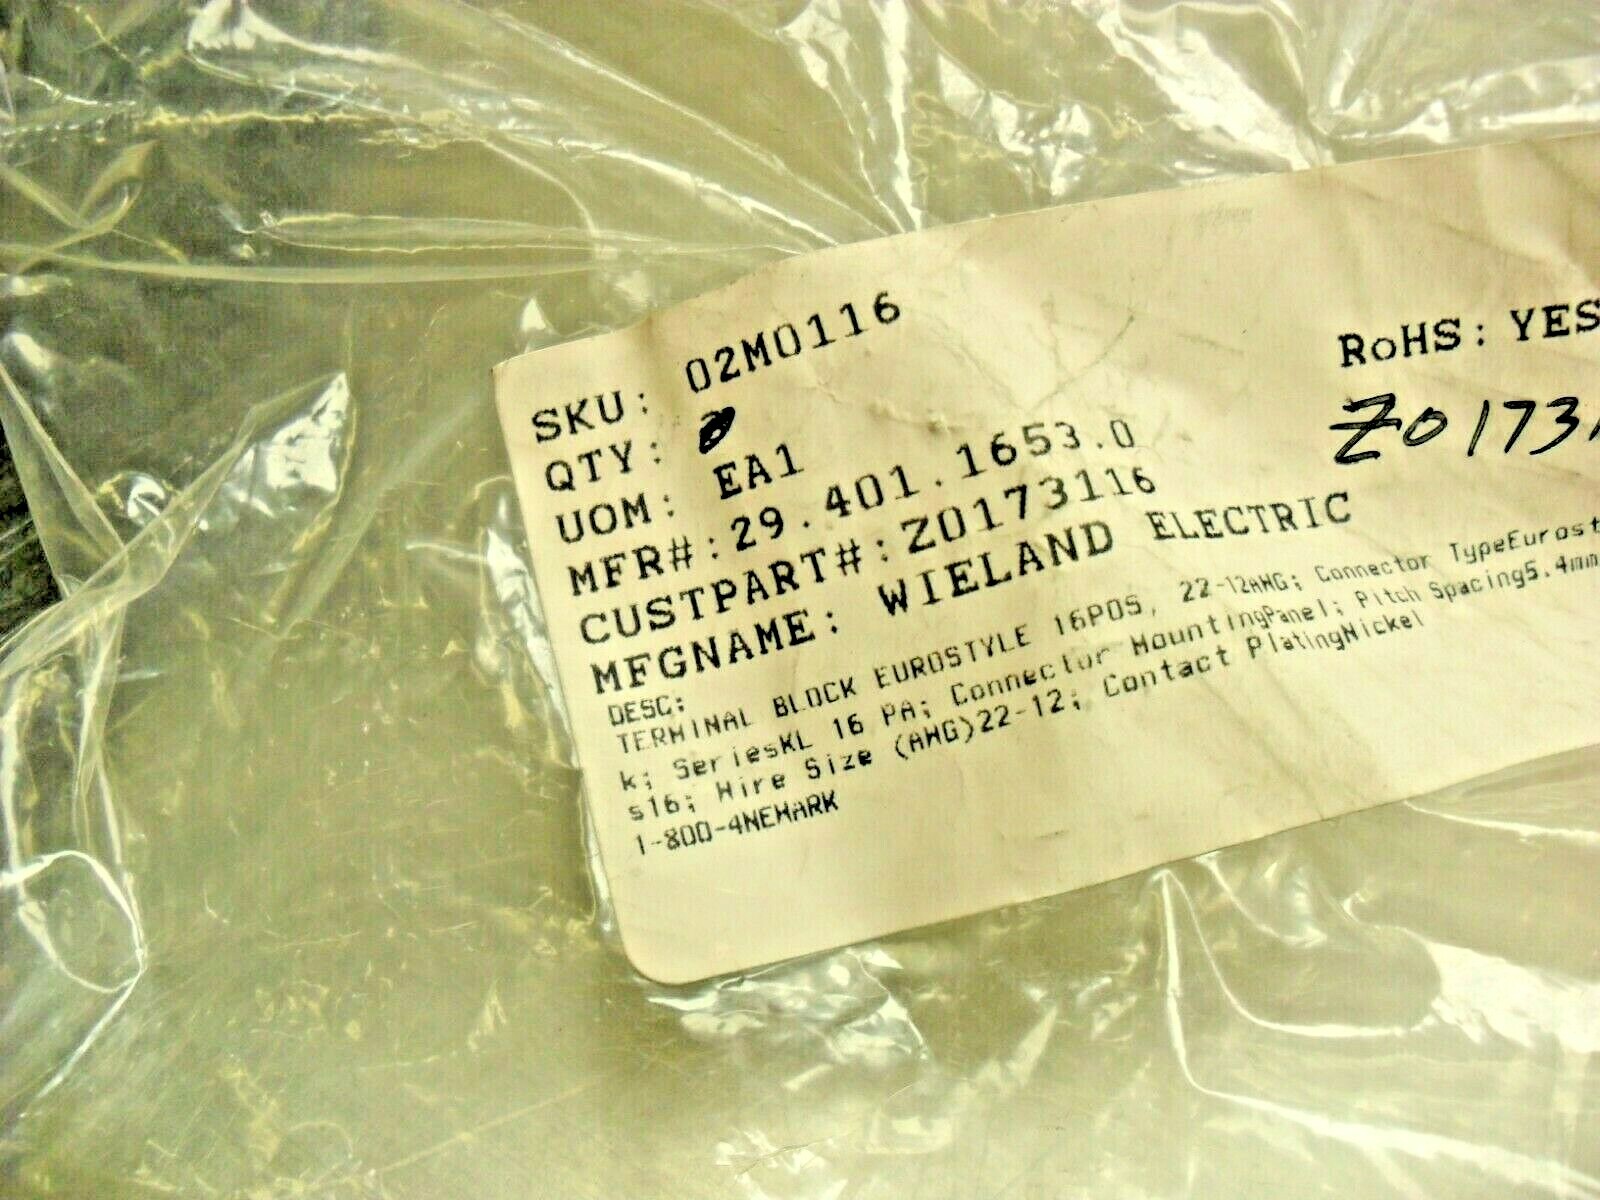 SKU: 02M0116
RoHS: YES
QTY:
Z01731
UOM: EA1
MFR#:29.401.1653.0
CUSTPART#:Z0173116
MFGNAME: WIELAND ELECTRIC
DESC:
TERMINAL BLOCK EUROSTYLE 16POS, 22-12AWG; Connector TypeEurost
k; SeriesKL 16 PA; Connector MountingPanel; Pitch Spacing5.4mm
s16; Wire Size (AWG)22-12; Contact PlatingNickel
1-800-4NEWARK